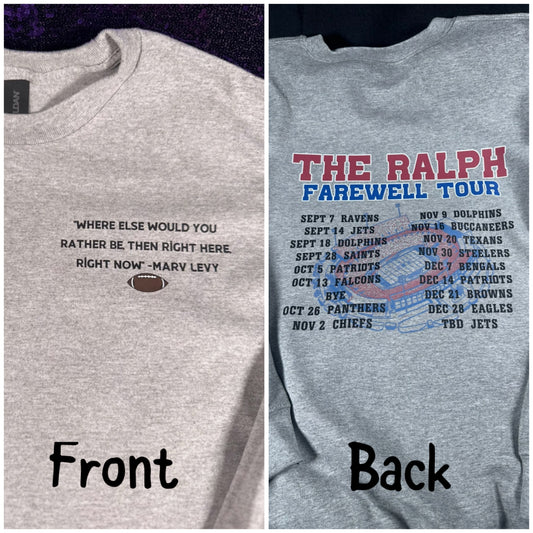 "WHERE ELSE WOULD YOU
RATHER BE, THEN RIGHT HERE,
RIGHT NOW" -MARV LEVY
Front
THE RALPH
FAREWELL TOUR
SEPT 7 RAVENS
SEPT 14 JETS
SEPT 18 DOLPHINS
SEPT 28 SAINTS
OCT 5 PATRIOTS
OCT 13 FALCONS
BYE
OCT 26 PANTHERS
NOV 2 CHIEFS
NOV 9 DOLPHINS
NOV 16 BUCCANEERS
NOV 20 TEXANS
NOV 30 STEELERS
DEC 7 BENGALS
DEC 14 PATRIOTS
DEC 21 BROWNS
DEC 28 EAGLES
TBD JETS
Back